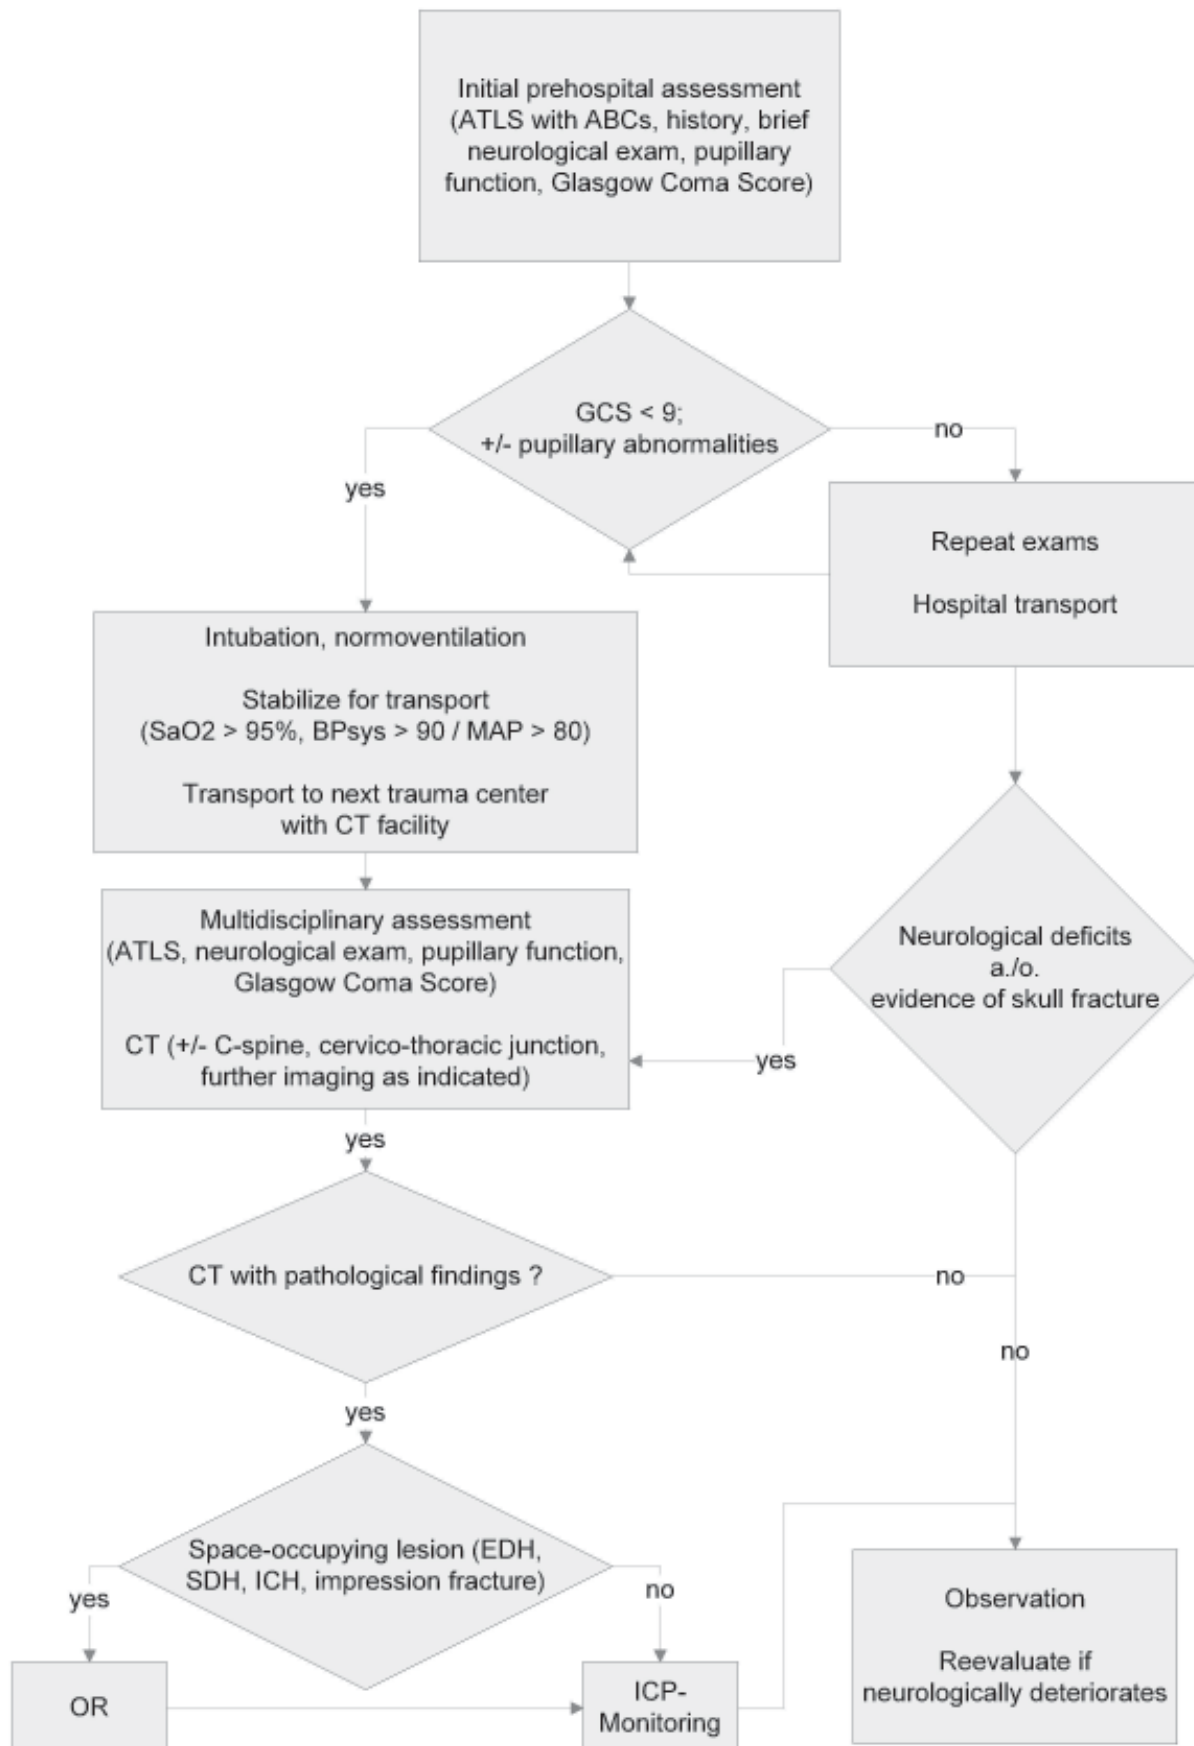 Initial prehospital assessment
(ATLS with ABCs, history, brief
neurological exam, pupillary
function, Glasgow Coma Score)
GCS < 9;
+/- pupillary abnormalities
no
yes
Repeat exams
Hospital transport
Intubation, normoventilation
Stabilize for transport
(SaO2 > 95%, BPsys > 90 / MAP > 80)
Transport to next trauma center
with CT facility
Multidisciplinary assessment
(ATLS, neurological exam, pupillary function,
Glasgow Coma Score)
CT (+/- C-spine, cervico-thoracic junction,
further imaging as indicated)
Neurological deficits
a./o.
evidence of skull fracture
yes
yes
CT with pathological findings ?
no
no
yes
Space-occupying lesion (EDH,
SDH, ICH, impression fracture)
yes
no
OR
ICP-
Monitoring
Observation
Reevaluate if
neurologically deteriorates